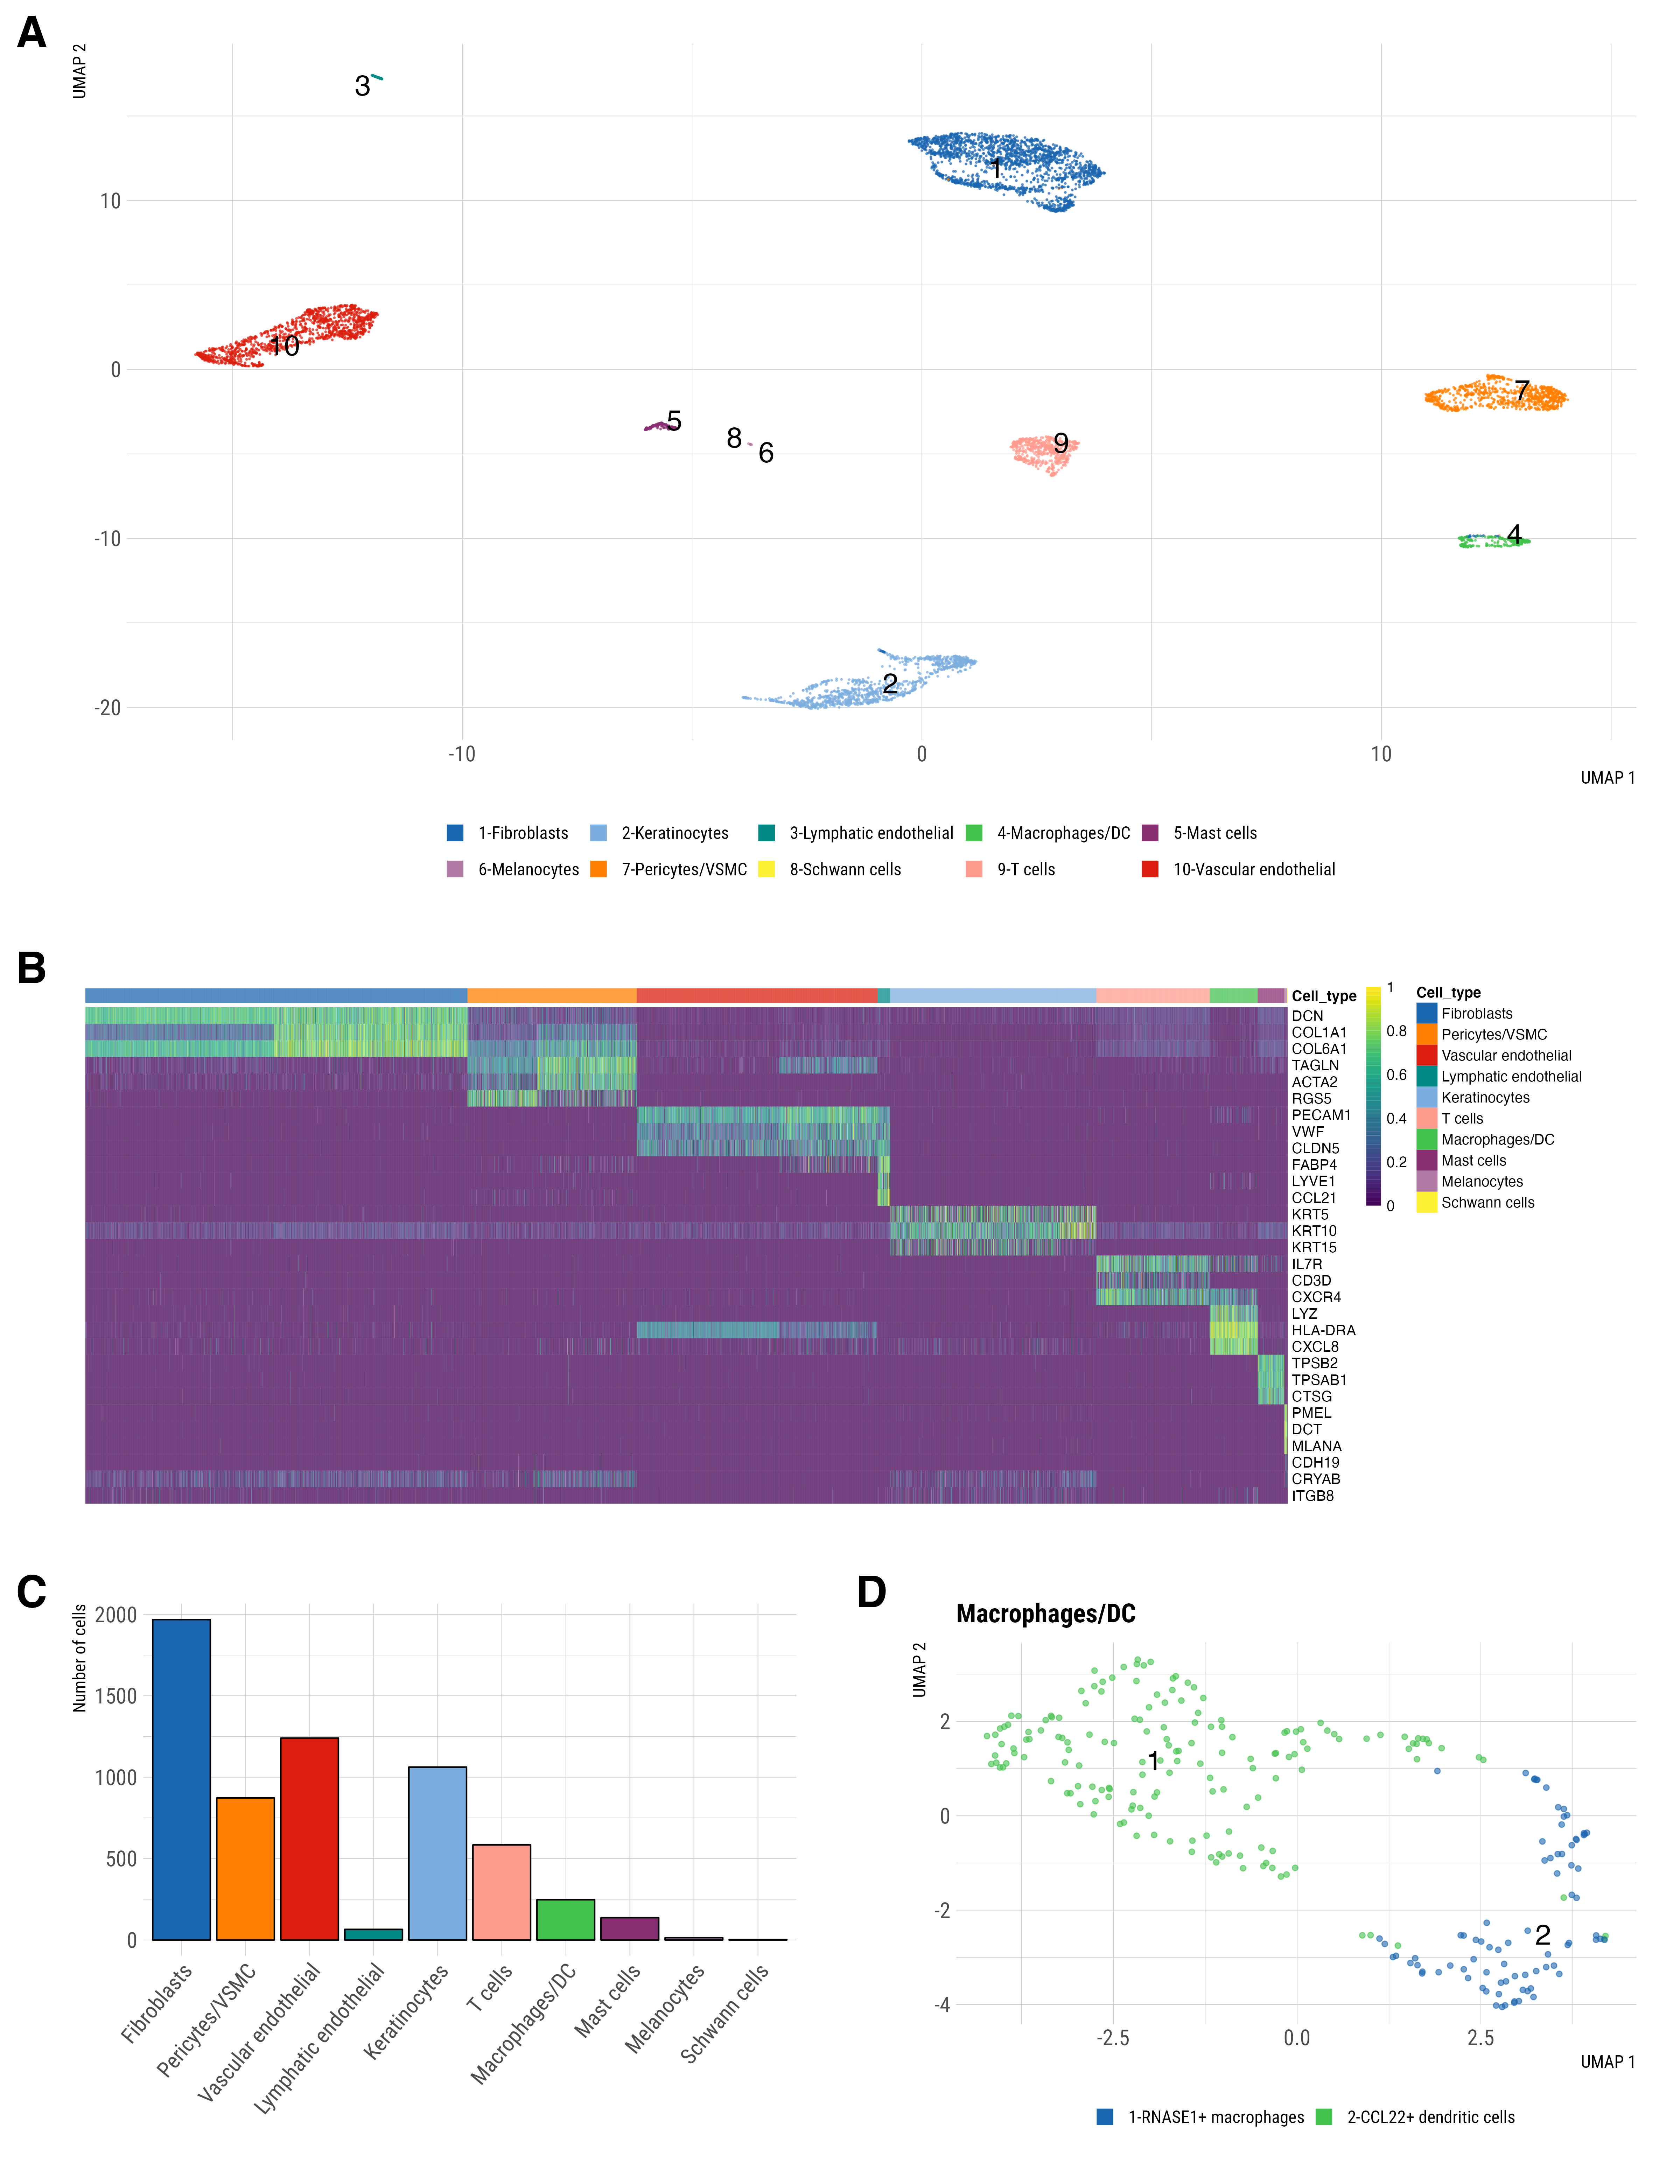 A
UMAP 2
3
1
10
10
0
7
5
8
6
9
-10
4
2
-20
-10
0
10
UMAP 1
1-Fibroblasts
2-Keratinocytes
3-Lymphatic endothelial
4-Macrophages/DC
5-Mast cells
6-Melanocytes
7-Pericytes/VSMC
8-Schwann cells
9-T cells
10-Vascular endothelial
B
Cell_type
DCN
COL1A1
COL6A1
TAGLN
ACTA2
RGS5
PECAM1
VWF
CLDN5
FABP4
LYVE1
CCL21
KRT5
KRT10
KRT15
IL7R
CD3D
CXCR4
LYZ
HLA-DRA
CXCL8
TPSB2
TPSAB1
CTSG
PMEL
DCT
MLANA
CDH19
CRYAB
ITGB8
1
0.8
0.6
0.4
0.2
0
Cell_type
Fibroblasts
Pericytes/VSMC
Vascular endothelial
Lymphatic endothelial
Keratinocytes
T cells
Macrophages/DC
Mast cells
Melanocytes
Schwann cells
C
Number of cells
2000
1500
1000
500
0
Fibroblasts
Pericytes/VSMC
Vascular endothelial
Lymphatic endothelial
Keratinocytes
T cells
Macrophages/DC
Mast cells
Melanocytes
Schwann cells
D
Macrophages/DC
UMAP 2
2
0
-2
-4
1
2
-2.5
0.0
2.5
UMAP 1
1-RNASE1+ macrophages
2-CCL22+ dendritic cells